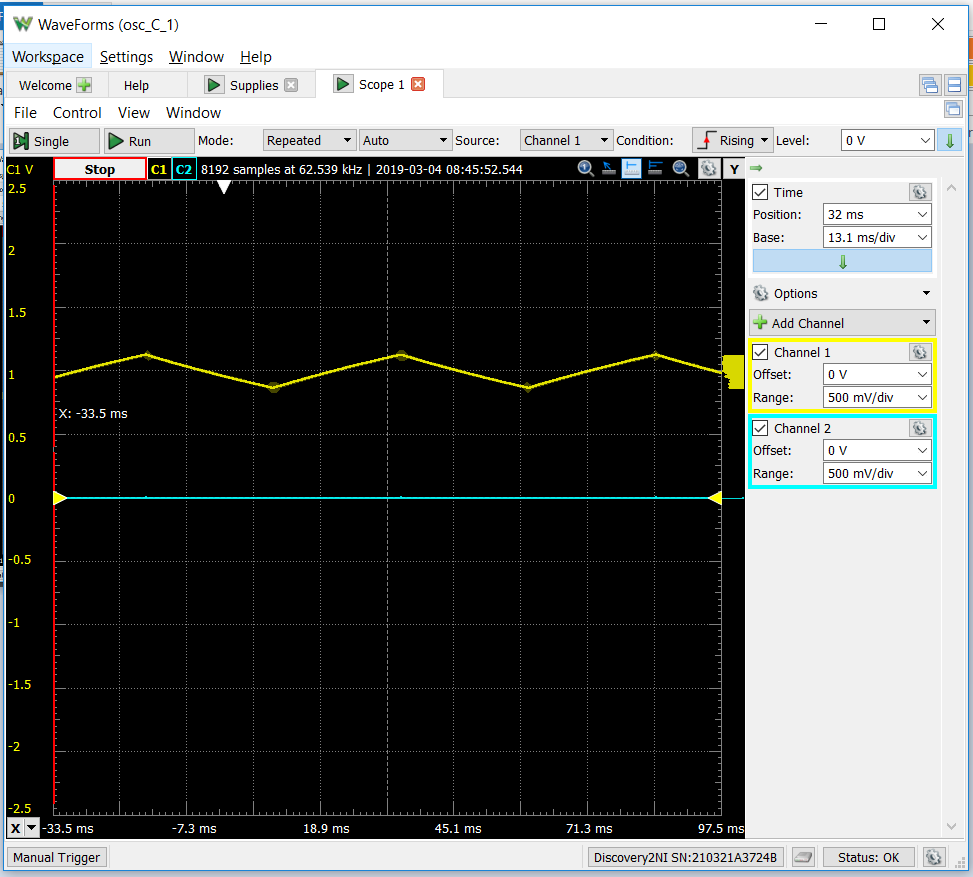 WaveForms (osc_C_1)
Workspace Settings Window Help
Welcome Help Supplies Scope 1
File Control View Window
Single Run Mode: Repeated Auto Source: Channel 1 Condition: Rising Level: 0 V
C1 V Stop C1 C2 8192 samples at 62.539 kHz | 2019-03-04 08:45:52.544 Y
2.5
2
1.5
1
0.5
0
-0.5
-1
-1.5
-2
-2.5
X: -33.5 ms
X -33.5 ms -7.3 ms 18.9 ms 45.1 ms 71.3 ms 97.5 ms
Time
Position: 32 ms
Base: 13.1 ms/div
Options
Add Channel
Channel 1
Offset: 0 V
Range: 500 mV/div
Channel 2
Offset: 0 V
Range: 500 mV/div
Manual Trigger Discovery2NI SN:210321A3724B Status: OK